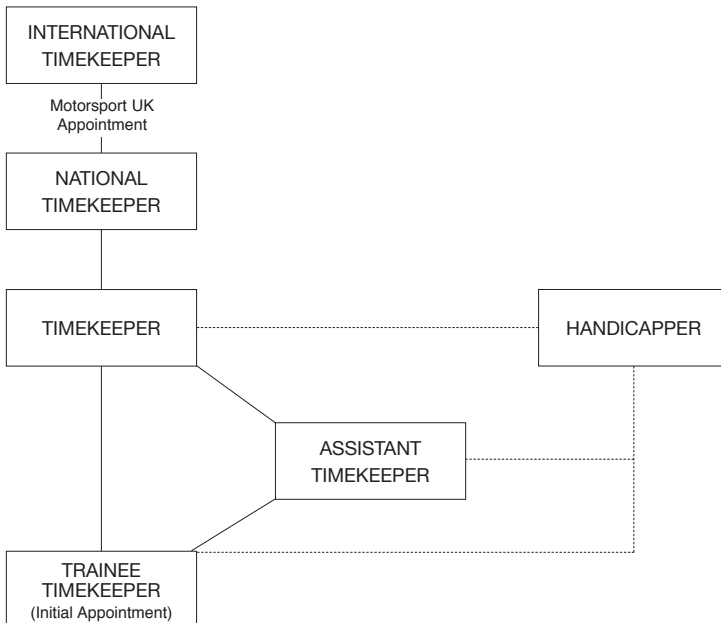 INTERNATIONAL
TIMEKEEPER
Motorsport UK
Appointment
NATIONAL
TIMEKEEPER
TIMEKEEPER
HANDICAPPER
ASSISTANT
TIMEKEEPER
TRAINEE
TIMEKEEPER
(Initial Appointment)